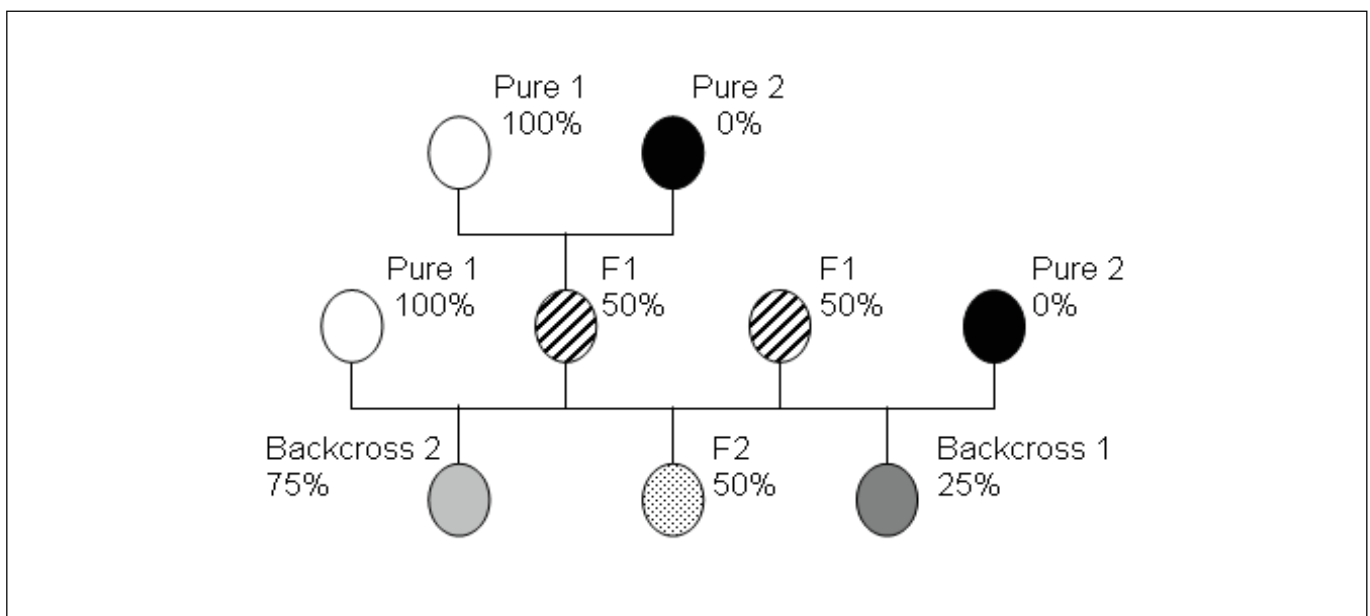 Pure 1
100%
Pure 2
0%
Pure 1
100%
F1
50%
F1
50%
Pure 2
0%
Backcross 2
75%
F2
50%
Backcross 1
25%